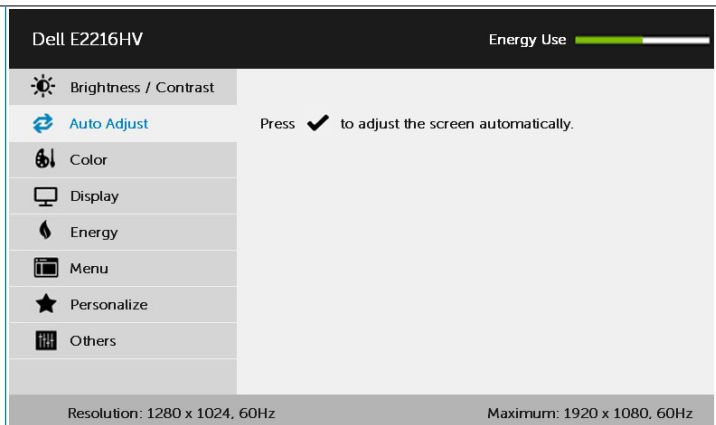 Dell E2216HV
Energy Use
Brightness / Contrast
Auto Adjust
Press to adjust the screen automatically.
Color
Display
Energy
Menu
Personalize
Others
Resolution: 1280 x 1024, 60Hz
Maximum: 1920 x 1080, 60Hz